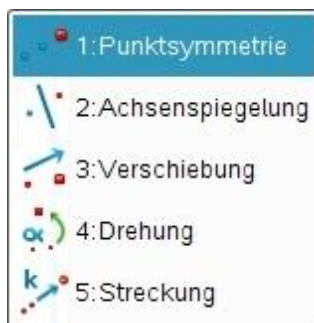 1:Punktsymmetrie
2:Achsenspiegelung
3:Verschiebung
α 4:Drehung
k 5:Streckung